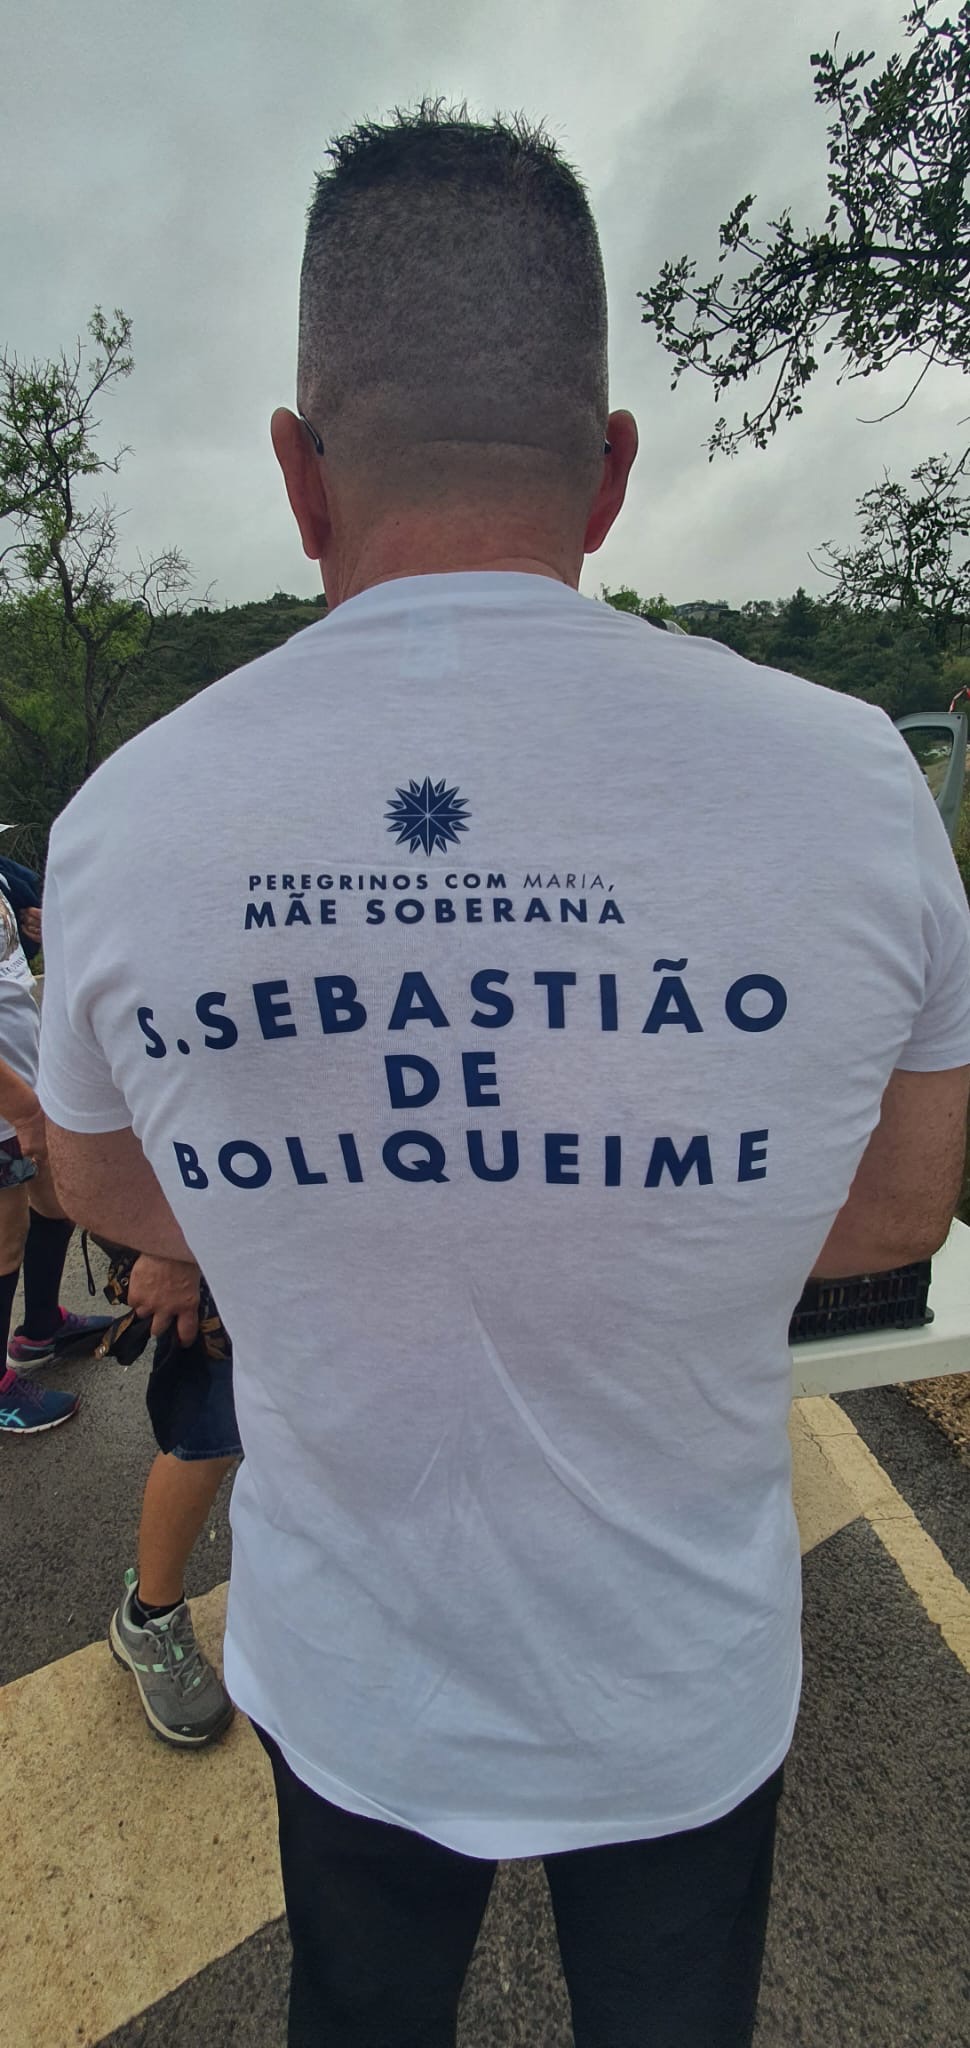 PEREGRINOS COM MARIA,
MÃE SOBERANA
S.SEBASTIÃO
DE
BOLIQUEIME